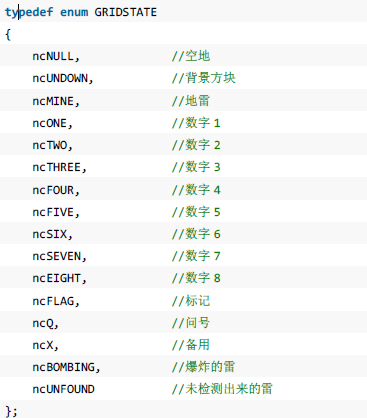 typedef enum GRIDSTATE
{
ncNULL, //空地
ncUNDOWN, //背景方块
ncMINE, //地雷
ncONE, //数字 1
ncTWO, //数字 2
ncTHREE, //数字 3
ncFOUR, //数字 4
ncFIVE, //数字 5
ncSIX, //数字 6
ncSEVEN, //数字 7
ncEIGHT, //数字 8
ncFLAG, //标记
ncQ, //问号
ncX, //备用
ncBOMBING, //爆炸的雷
ncUNFOUND //未检测出来的雷
};